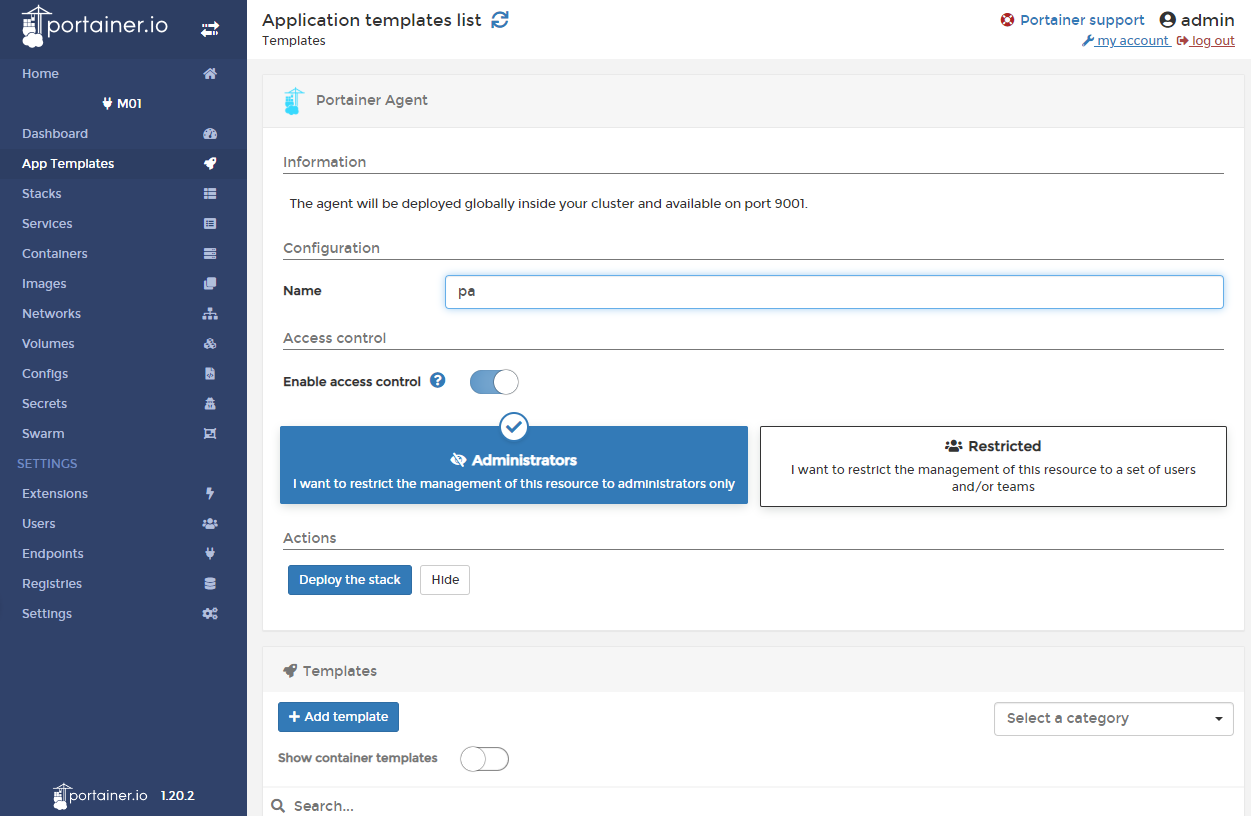 portainer.io
Home
M01
Dashboard
App Templates
Stacks
Services
Containers
Images
Networks
Volumes
Configs
Secrets
Swarm
SETTINGS
Extensions
Users
Endpoints
Registries
Settings
portainer.io 1.20.2
Application templates list
Templates
Portainer support admin
my account log out
Portainer Agent
Information
The agent will be deployed globally inside your cluster and available on port 9001.
Configuration
Name pa
Access control
Enable access control
Administrators
I want to restrict the management of this resource to administrators only
Restricted
I want to restrict the management of this resource to a set of users
and/or teams
Actions
Deploy the stack Hide
Templates
Add template Select a category
Show container templates
Search...